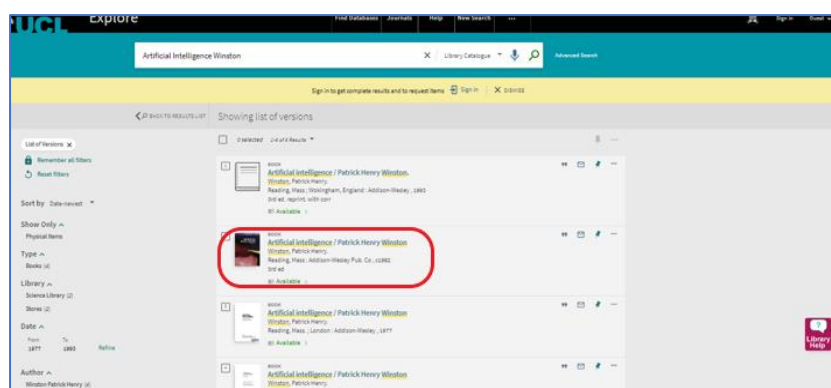 UCL Explore
Find Databases Journals Help New Search ...
Sign in Guest
Artificial Intelligence Winston
Library Catalogue
Advanced Search
Sign in to get complete results and to request items Sign in DISMISS
BACK TO RESULTS LIST
Showing list of versions
List of Versions
Remember all filters
Reset filters
Sort by Date-newest
Show Only
Physical Items
Type
Books (4)
Library
Science Library (2)
Stores (2)
Date
From To
1977 1993 Refine
Author
Winston Patrick Henry (4)
0 selected
BOOK
Artificial intelligence / Patrick Henry Winston.
Winston, Patrick Henry.
Reading, Mass ; Wokingham, England : Addison-Wesley , 1993
3rd ed. reprint. with corr
Available
BOOK
Artificial intelligence / Patrick Henry Winston
Winston, Patrick Henry.
Reading, Mass : Addison-Wesley Pub. Co., c1992
3rd ed
Available
3
BOOK
Artificial intelligence / Patrick Henry Winston
Winston, Patrick Henry.
Reading, Mass. ; London : Addison-Wesley , 1977
Available
BOOK
Artificial intelligence / Patrick Henry Winston
Winston, Patrick Henry.
?
Library
Help